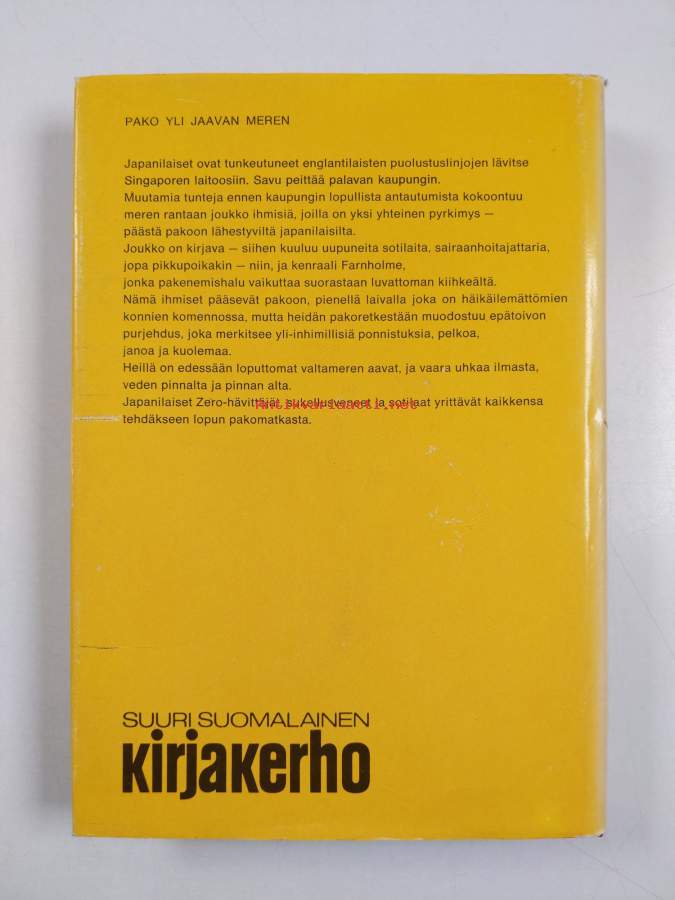 PAKO YLI JAAVAN MEREN
Japanilaiset ovat tunkeutuneet englantilaisten puolustuslinjojen lävitse
Singaporen laitoosiin. Savu peittää palavan kaupungin.
Muutamia tunteja ennen kaupungin lopullista antautumista kokoontuu
meren rantaan joukko ihmisiä, joilla on yksi yhteinen pyrkimys —
päästä pakoon lähestyviltä japanilaisilta.
Joukko on kirjava — siihen kuuluu uupuneita sotilaita, sairaanhoitajattaria,
jopa pikkupoikakin — niin, ja kenraali Farnholme,
jonka pakenemishalu vaikuttaa suorastaan luvattoman kiihkeältä.
Nämä ihmiset pääsevät pakoon, pienellä laivalla joka on häikäilemättömien
konnien komennossa, mutta heidän pakoretkestään muodostuu epätoivon
purjehdus, joka merkitsee yli-inhimillisiä ponnistuksia, pelkoa,
janoa ja kuolemaa.
Heillä on edessään loputtomat valtameren aavat, ja vaara uhkaa ilmasta,
veden pinnalta ja pinnan alta.
Japanilaiset Zero-hävittäjät, sukellusveneet ja sotilaat yrittävät kaikkensa
tehdäkseen lopun pakomatkasta.
Antikvariaatti.net
SUURI SUOMALAINEN
kirjakerho